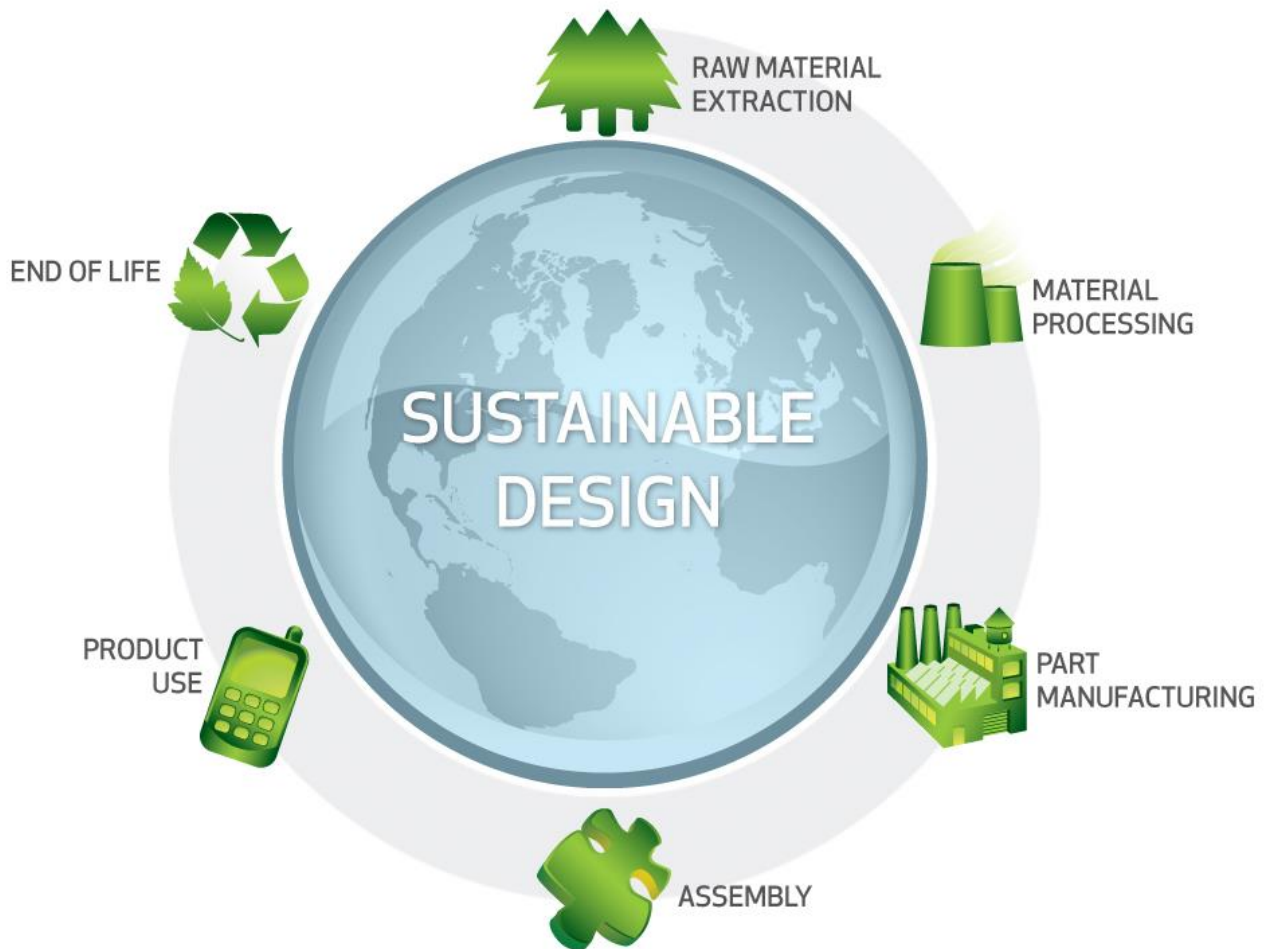 RAW MATERIAL
EXTRACTION
MATERIAL
PROCESSING
PART
MANUFACTURING
ASSEMBLY
PRODUCT
USE
END OF LIFE
SUSTAINABLE
DESIGN